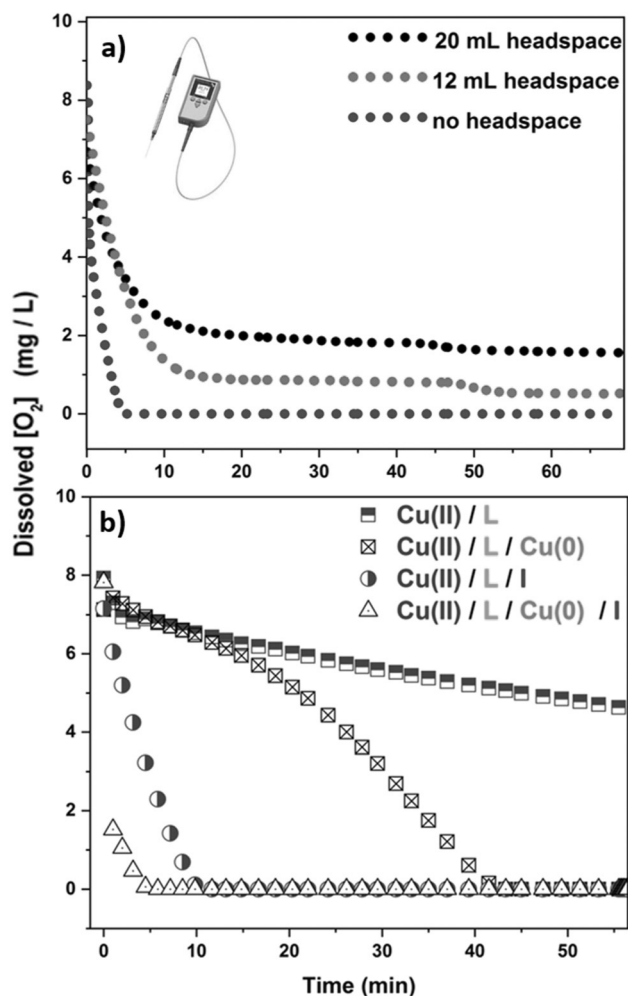 a)
20 mL headspace
12 mL headspace
no headspace
10
8
6
4
2
0
0 10 20 30 40 50 60
Dissolved [O2] (mg / L)
b)
Cu(II) / L
Cu(II) / L / Cu(0)
Cu(II) / L / I
Cu(II) / L / Cu(0) / I
10
8
6
4
2
0
0 10 20 30 40 50
Time (min)